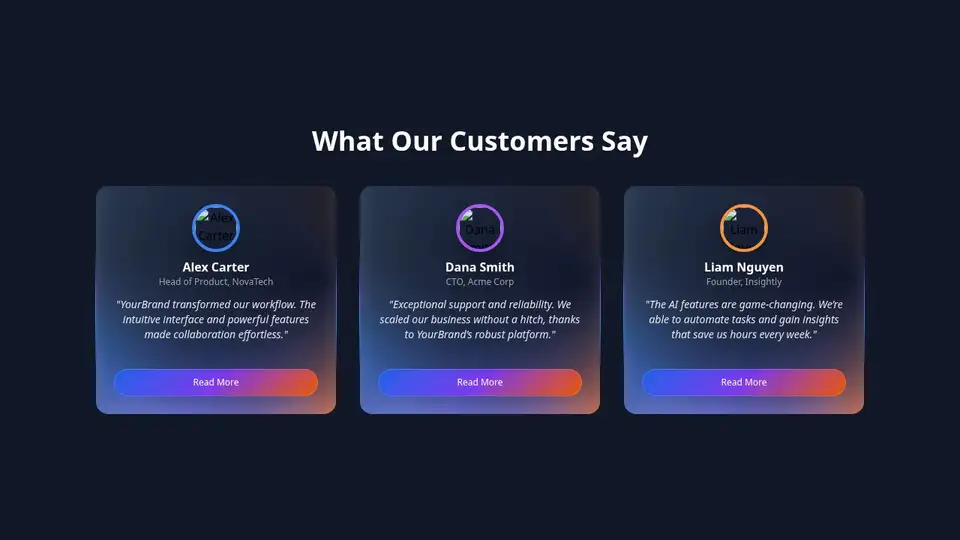 What Our Customers Say
Alex
Carter
Alex Carter
Head of Product, NovaTech
"YourBrand transformed our workflow. The
intuitive interface and powerful features
made collaboration effortless."
Read More
Dana
Dana Smith
CTO, Acme Corp
"Exceptional support and reliability. We
scaled our business without a hitch, thanks
to YourBrand's robust platform."
Read More
Liam
Liam Nguyen
Founder, Insightly
"The AI features are game-changing. We're
able to automate tasks and gain insights
that save us hours every week."
Read More